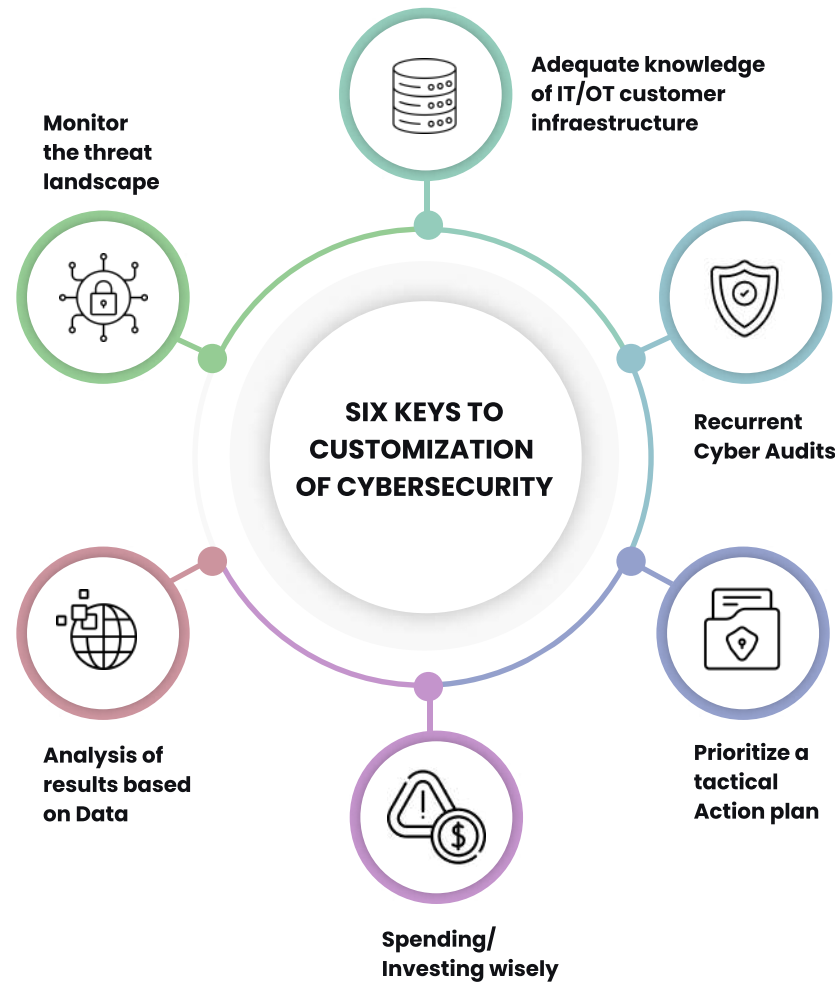 Adequate knowledge
of IT/OT customer
infraestructure
Monitor
the threat
landscape
SIX KEYS TO
CUSTOMIZATION
OF CYBERSECURITY
Recurrent
Cyber Audits
Analysis of
results based
on Data
Prioritize a
tactical
Action plan
Spending/
Investing wisely